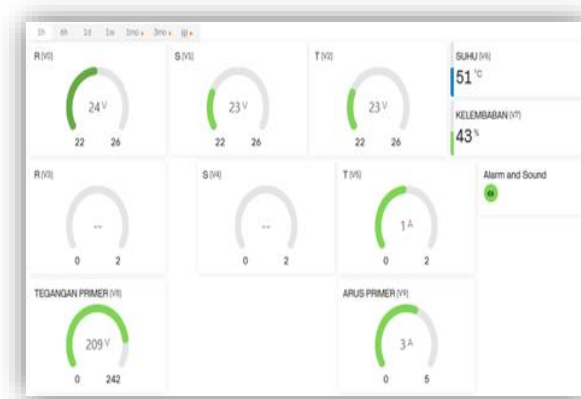 1h 6h 1d 1w 1mo 3mo
R (V0) S (V1) T (V2) SUHU (V6)
51 °C
24 V 23 V 23 V
KELEMBABAN (V7)
22 26 22 26 22 26
43 %
R (V3) S (V4) T (V5) Alarm and Sound
-- -- 1 A
0 2 0 2 0 2
TEGANGAN PRIMER (V8) ARUS PRIMER (V9)
209 V 3 A
0 242 0 5